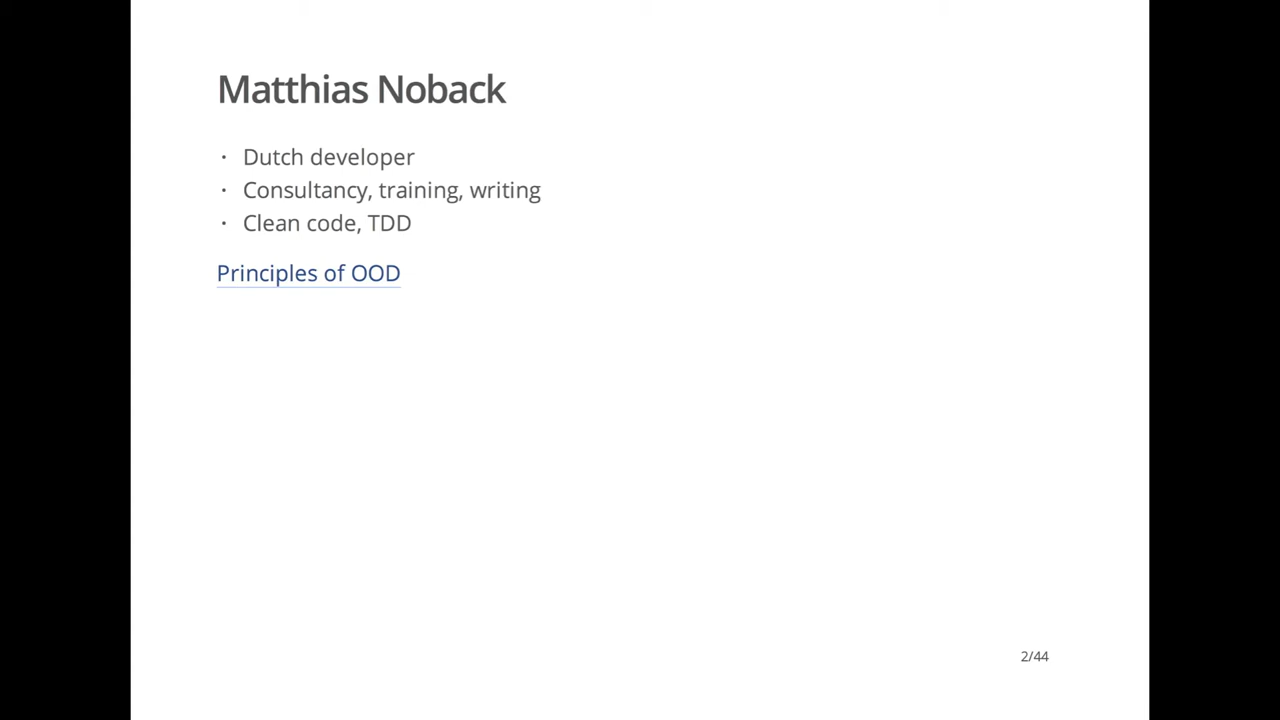 Matthias Noback
· Dutch developer
· Consultancy, training, writing
· Clean code, TDD
Principles of OOD
2/44